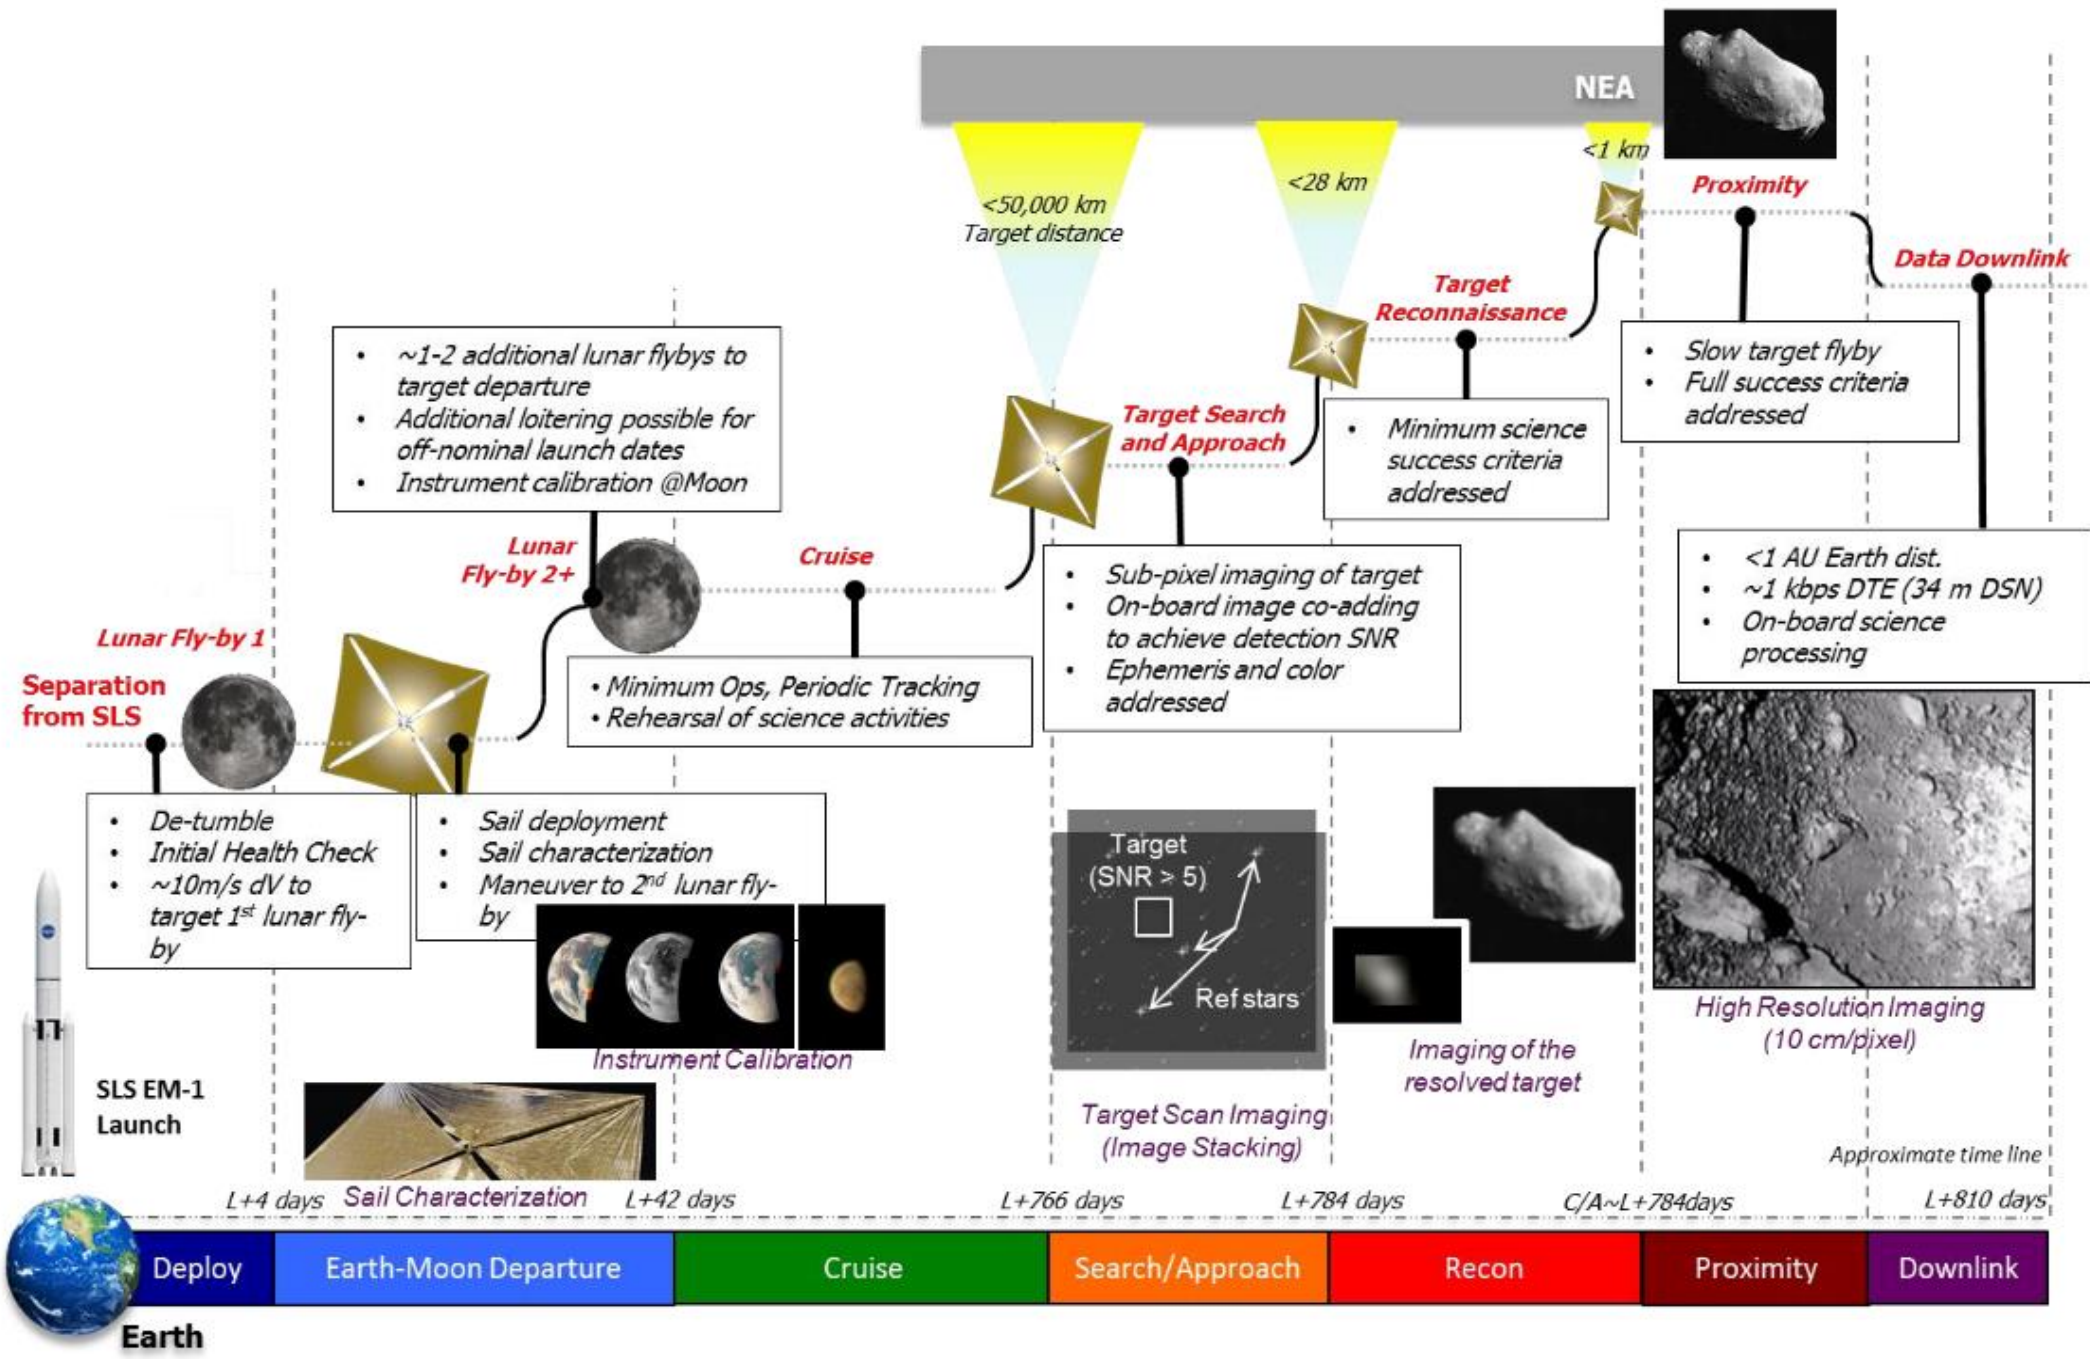 NEA
<50,000 km
Target distance
<28 km
<1 km
Proximity
Data Downlink
Target
Reconnaissance
• Slow target flyby
• Full success criteria
addressed
• ~1-2 additional lunar flybys to
target departure
• Additional loitering possible for
off-nominal launch dates
• Instrument calibration @Moon
Target Search
and Approach
• Minimum science
success criteria
addressed
Lunar
Fly-by 2+
Cruise
• Sub-pixel imaging of target
• On-board image co-adding
to achieve detection SNR
• Ephemeris and color
addressed
• <1 AU Earth dist.
• ~1 kbps DTE (34 m DSN)
• On-board science
processing
Lunar Fly-by 1
Separation
from SLS
• Minimum Ops, Periodic Tracking
• Rehearsal of science activities
• De-tumble
• Initial Health Check
• ~10m/s dV to
target 1st lunar fly-
by
• Sail deployment
• Sail characterization
• Maneuver to 2nd lunar fly-
by
Target
(SNR > 5)
Ref stars
Instrument Calibration
High Resolution Imaging
(10 cm/pixel)
Imaging of the
resolved target
SLS EM-1
Launch
Target Scan Imaging
(Image Stacking)
Approximate time line
L+4 days
Sail Characterization
L+42 days
L+766 days
L+784 days
C/A~L+784days
L+810 days
Deploy
Earth-Moon Departure
Cruise
Search/Approach
Recon
Proximity
Downlink
Earth